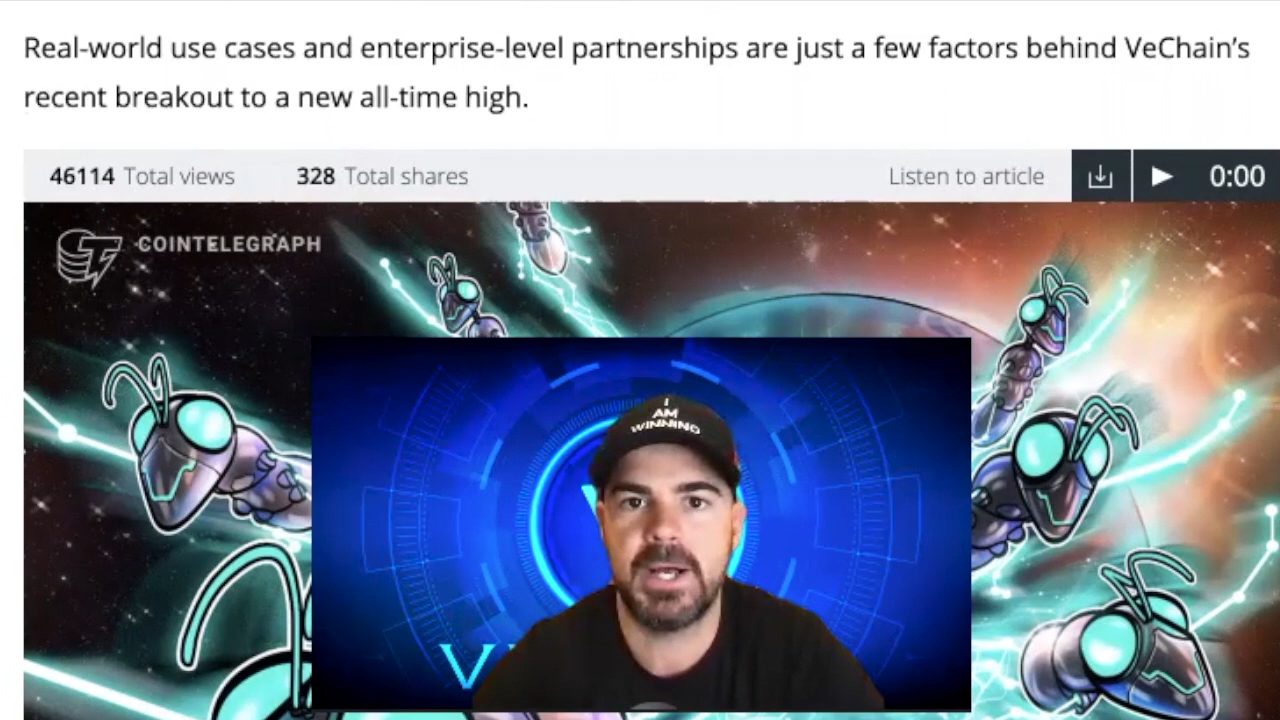 Real-world use cases and enterprise-level partnerships are just a few factors behind VeChain’s
recent breakout to a new all-time high.
46114 Total views 328 Total shares Listen to article 0:00
COINTELEGRAPH
I
AM
WINNING
V